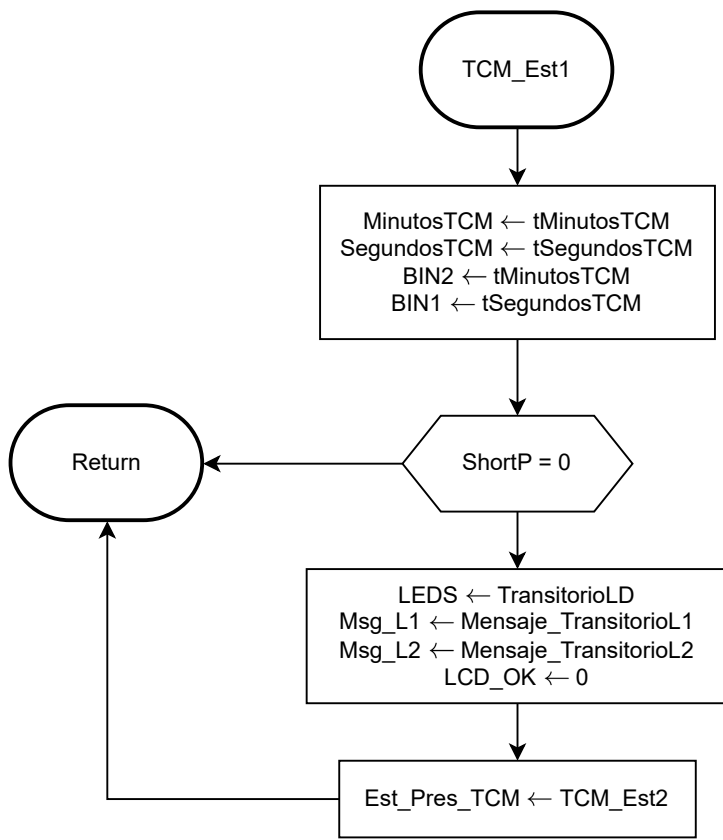 TCM_Est1
MinutosTCM ← tMinutosTCM
SegundosTCM ← tSegundosTCM
BIN2 ← tMinutosTCM
BIN1 ← tSegundosTCM
Return
ShortP = 0
LEDS ← TransitorioLD
Msg_L1 ← Mensaje_TransitorioL1
Msg_L2 ← Mensaje_TransitorioL2
LCD_OK ← 0
Est_Pres_TCM ← TCM_Est2